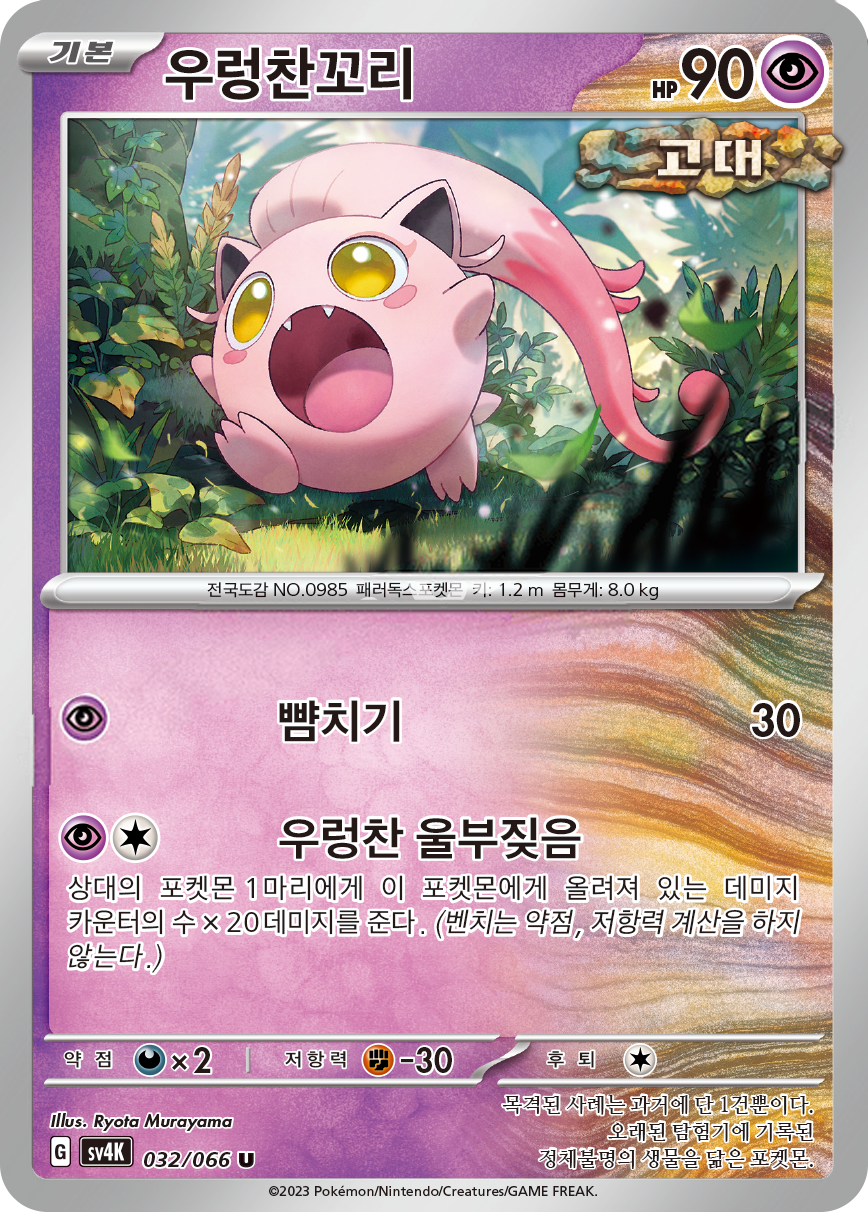 기본
우렁찬꼬리
HP 90
고대
전국도감 NO.0985 패러독스포켓몬 키: 1.2 m 몸무게: 8.0 kg
뺨치기 30
우렁찬 울부짖음
상대의 포켓몬 1마리에게 이 포켓몬에게 올려져 있는 데미지
카운터의 수×20데미지를 준다. (벤치는 약점, 저항력 계산을 하지
않는다.)
약점 ×2 저항력 -30 후퇴
Illus. Ryota Murayama
G sv4K 032/066 U
목격된 사례는 과거에 단 1건뿐이다.
오래된 탐험기에 기록된
정체불명의 생물을 닮은 포켓몬.
©2023 Pokémon/Nintendo/Creatures/GAME FREAK.